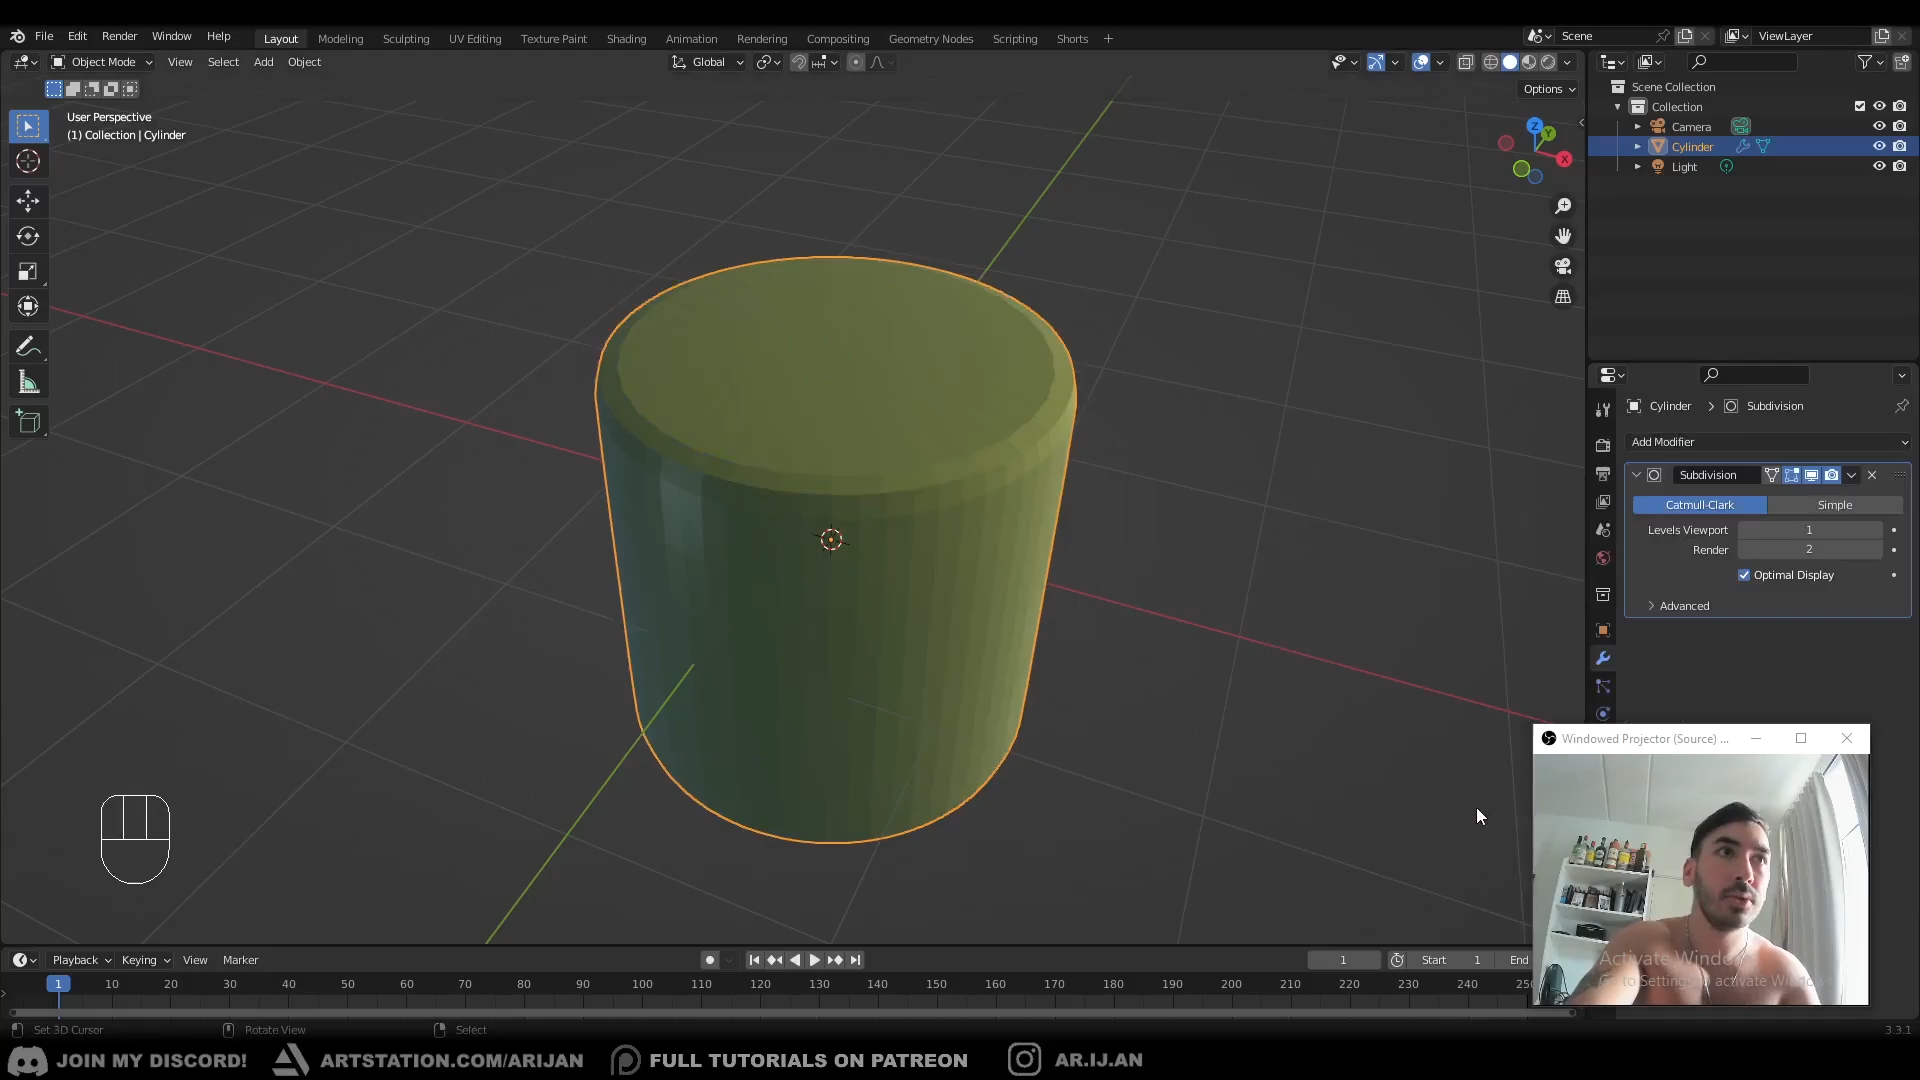 File Edit Render Window Help Layout Modeling Sculpting UV Editing Texture Paint Shading Animation Rendering Compositing Geometry Nodes Scripting Shorts + Scene ViewLayer
Object Mode View Select Add Object Global
Options
User Perspective
(1) Collection | Cylinder
Z
Y
X
Scene Collection
Collection
Camera
Cylinder
Light
Cylinder > Subdivision
Add Modifier
Subdivision
Catmull-Clark Simple
Levels Viewport 1
Render 2
Optimal Display
Advanced
Windowed Projector (Source) ...
Playback Keying View Marker 1 Start 1 End
1 10 20 30 40 50 60 70 80 90 100 110 120 130 140 150 160 170 180 190 200 210 220 230 240
Set 3D Cursor Rotate View Select 3.3.1
JOIN MY DISCORD! ARTSTATION.COM/ARIJAN FULL TUTORIALS ON PATREON AR.IJ.AN